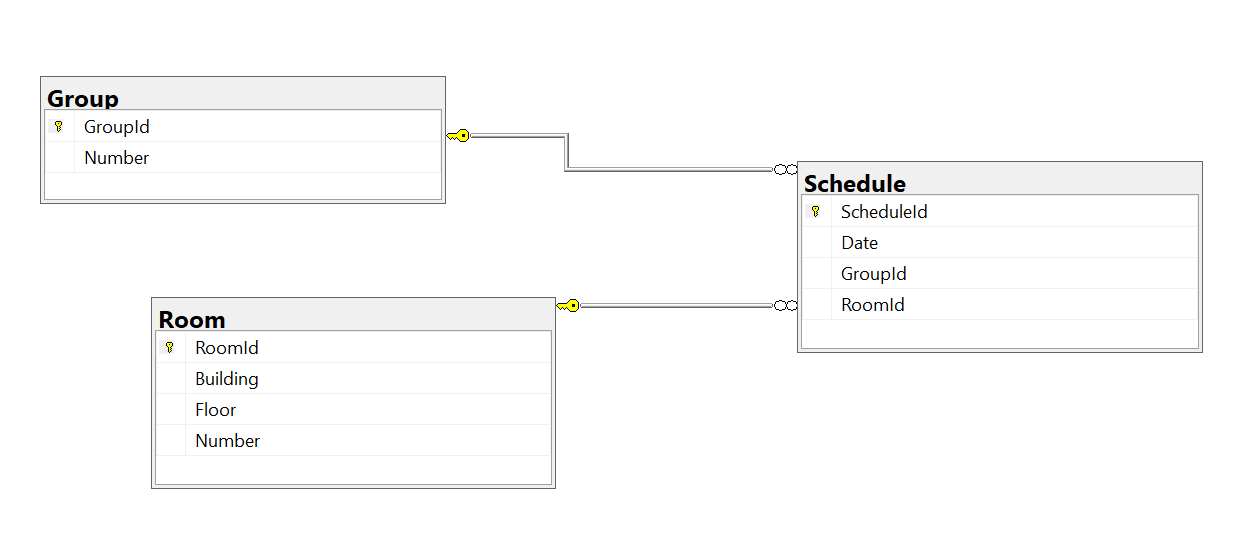 Group
GroupId
Number
Schedule
ScheduleId
Date
GroupId
RoomId
Room
RoomId
Building
Floor
Number